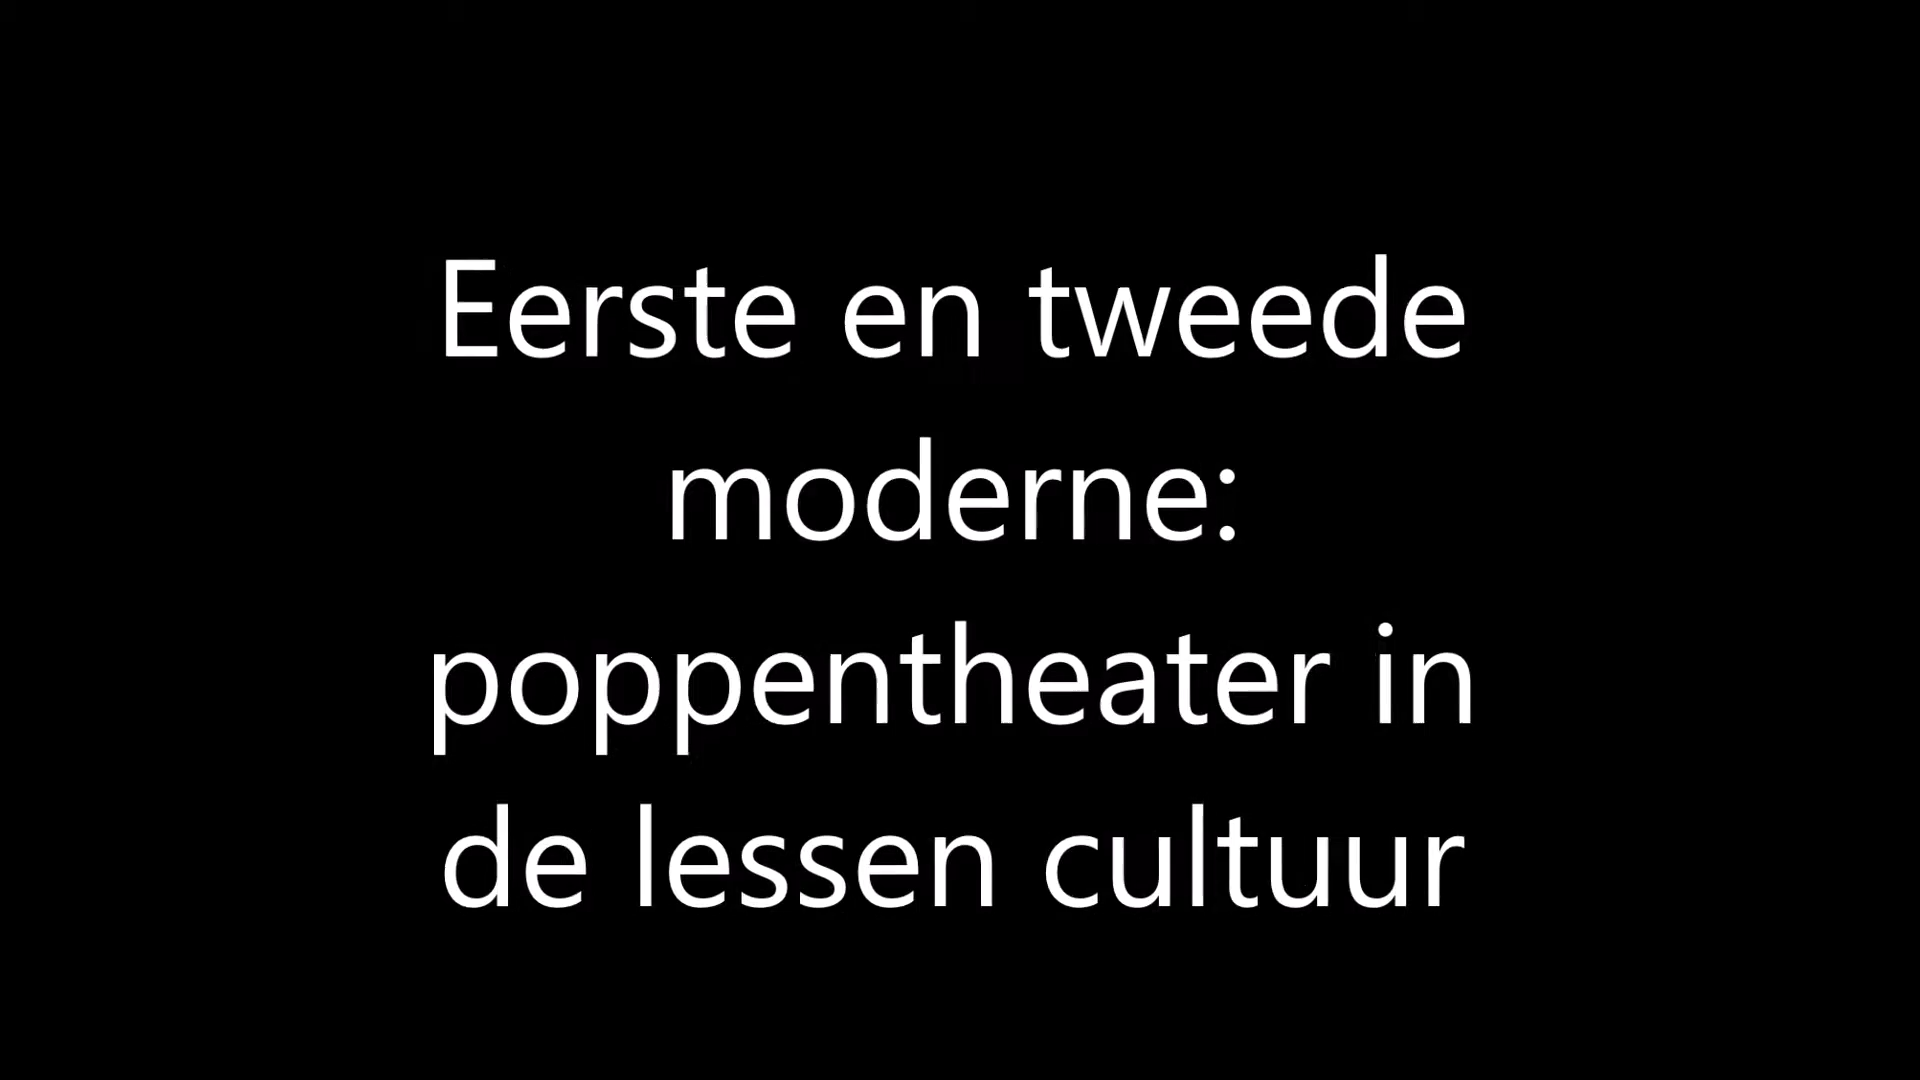 Eerste en tweede
moderne:
poppentheater in
de lessen cultuur